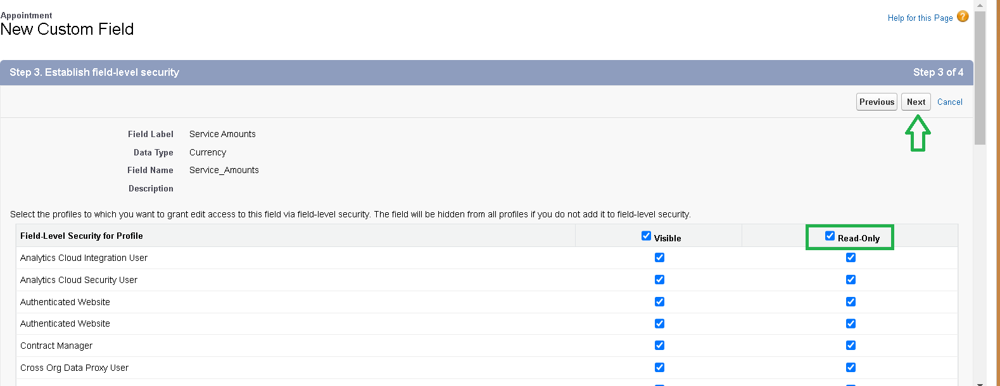 Appointment
New Custom Field
Help for this Page ?
Step 3. Establish field-level security Step 3 of 4
Previous Next Cancel
Field Label Service Amounts
Data Type Currency
Field Name Service_Amounts
Description
Select the profiles to which you want to grant edit access to this field via field-level security. The field will be hidden from all profiles if you do not add it to field-level security.
Field-Level Security for Profile Visible Read-Only
Analytics Cloud Integration User
Analytics Cloud Security User
Authenticated Website
Authenticated Website
Contract Manager
Cross Org Data Proxy User